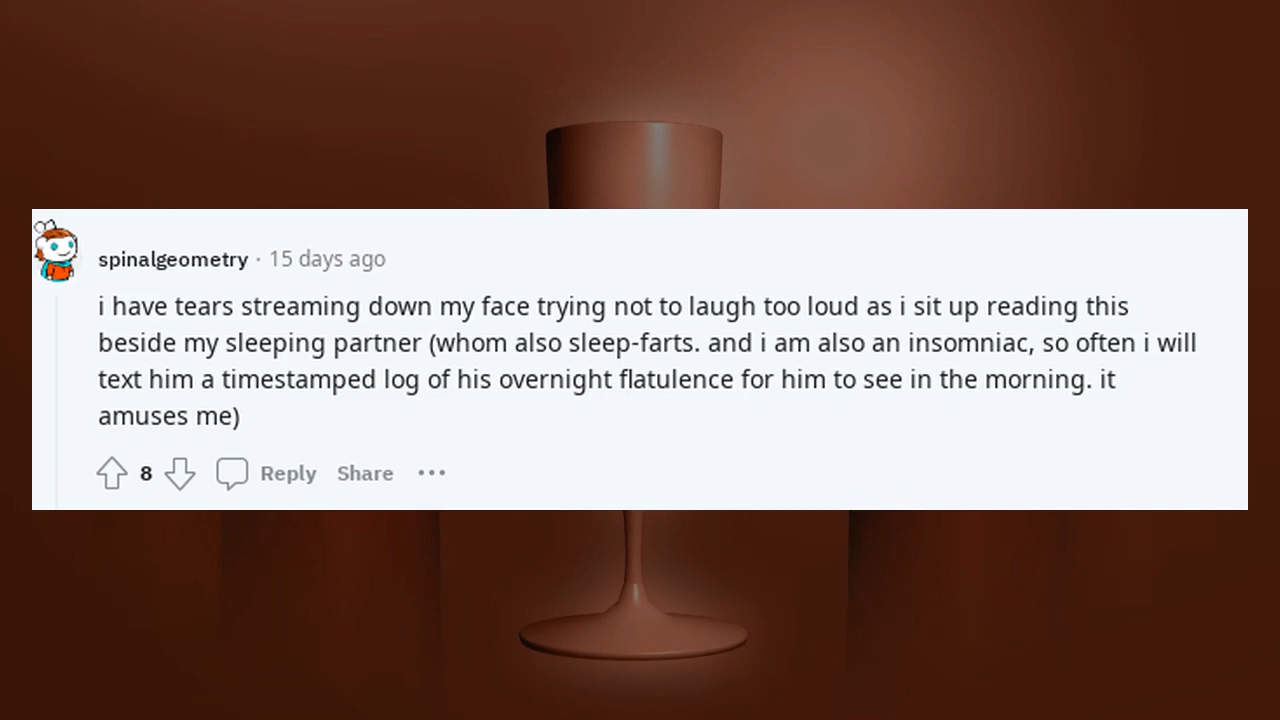 spinalgeometry · 15 days ago
i have tears streaming down my face trying not to laugh too loud as i sit up reading this
beside my sleeping partner (whom also sleep-farts. and i am also an insomniac, so often i will
text him a timestamped log of his overnight flatulence for him to see in the morning. it
amuses me)
8 Reply Share •••